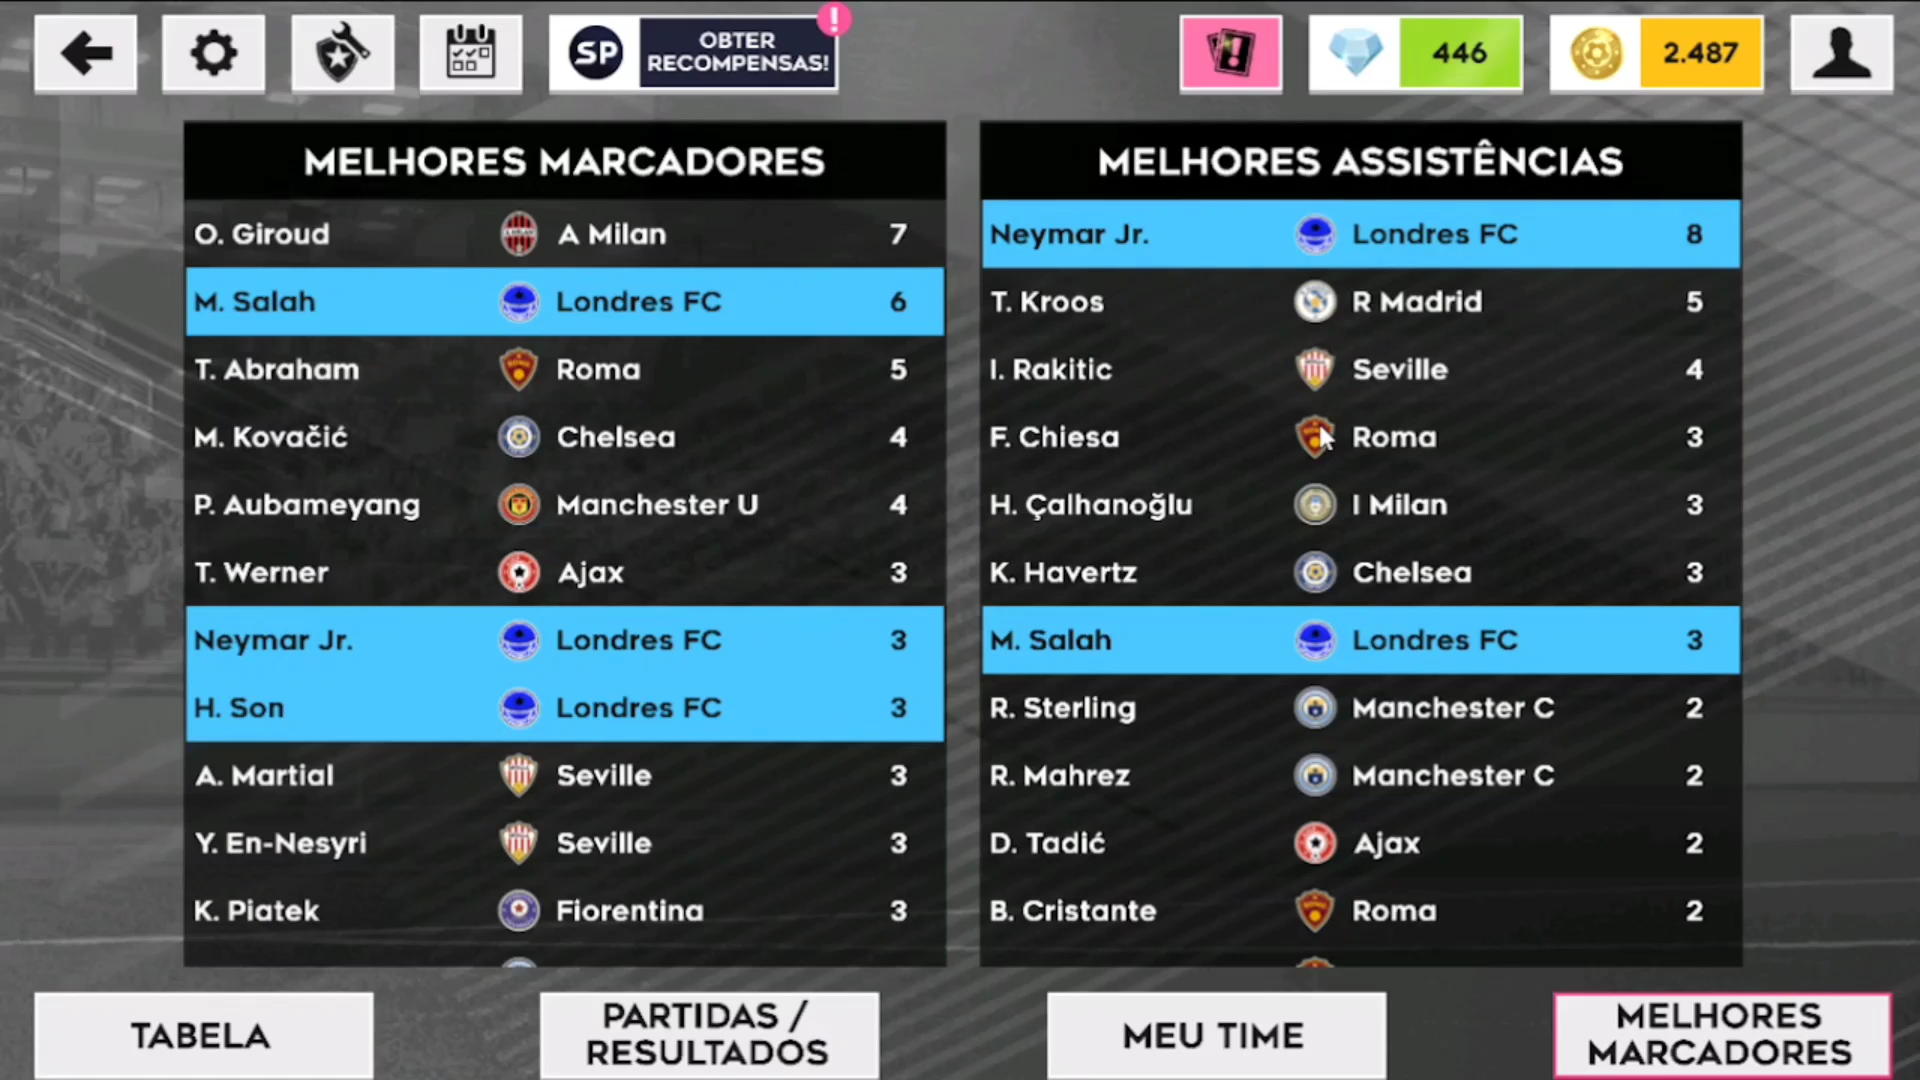 SP
OBTER
RECOMPENSAS!
!
446
2.487
MELHORES MARCADORES
O. Giroud A Milan 7
M. Salah Londres FC 6
T. Abraham Roma 5
M. Kovačić Chelsea 4
P. Aubameyang Manchester U 4
T. Werner Ajax 3
Neymar Jr. Londres FC 3
H. Son Londres FC 3
A. Martial Seville 3
Y. En-Nesyri Seville 3
K. Piatek Fiorentina 3
MELHORES ASSISTÊNCIAS
Neymar Jr. Londres FC 8
T. Kroos R Madrid 5
I. Rakitic Seville 4
F. Chiesa Roma 3
H. Çalhanoğlu I Milan 3
K. Havertz Chelsea 3
M. Salah Londres FC 3
R. Sterling Manchester C 2
R. Mahrez Manchester C 2
D. Tadić Ajax 2
B. Cristante Roma 2
TABELA
PARTIDAS /
RESULTADOS
MEU TIME
MELHORES
MARCADORES